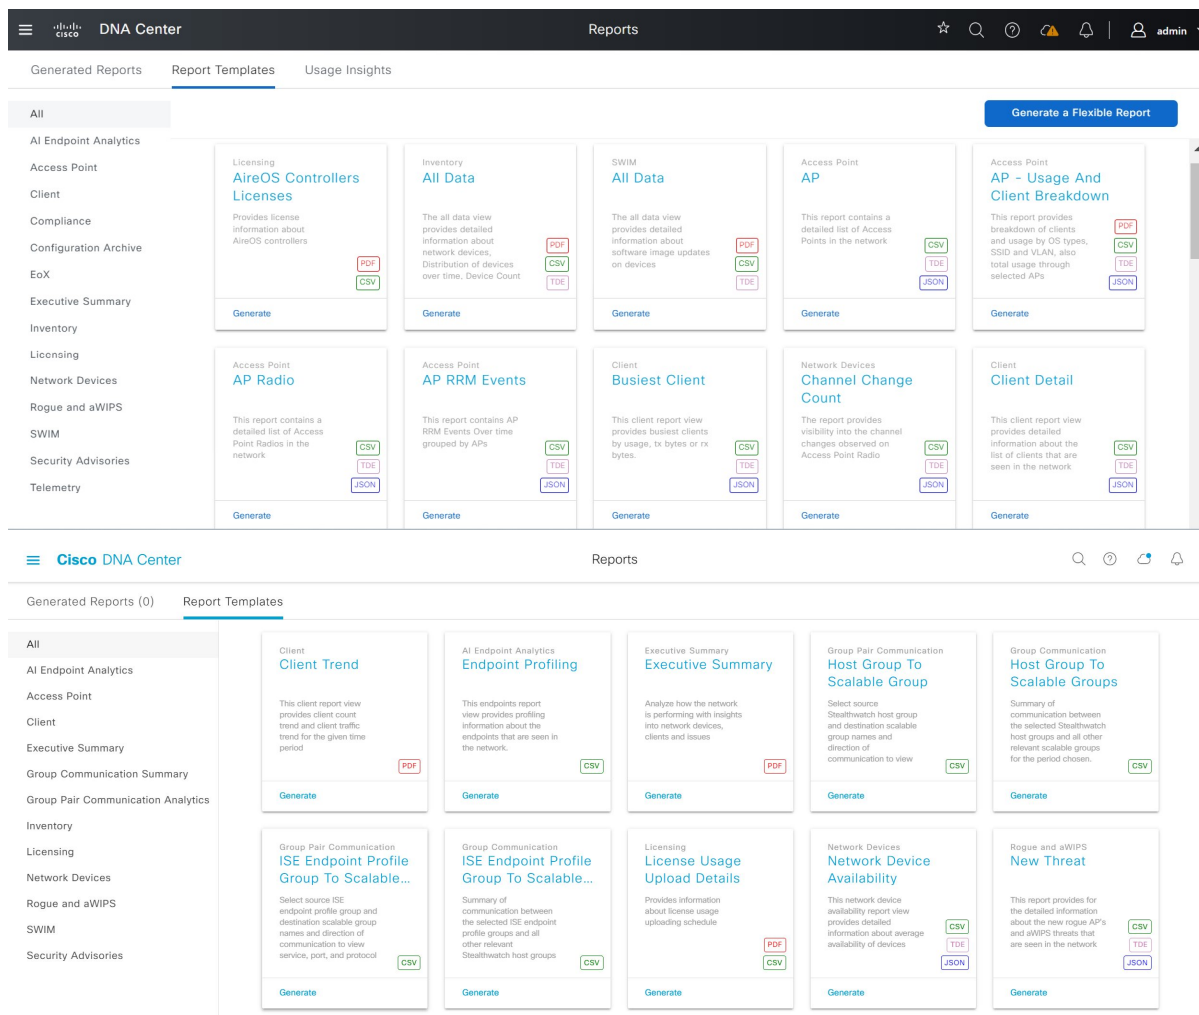 cisco DNA Center
Reports
admin
Generated Reports
Report Templates
Usage Insights
All
AI Endpoint Analytics
Access Point
Client
Compliance
Configuration Archive
EoX
Executive Summary
Inventory
Licensing
Network Devices
Rogue and aWIPS
SWIM
Security Advisories
Telemetry
Generate a Flexible Report
Licensing
AireOS Controllers
Licenses
Provides license
information about
AireOS controllers
PDF
CSV
Generate
Inventory
All Data
The all data view
provides detailed
information about
network devices,
Distribution of devices
over time, Device Count
PDF
CSV
TDE
Generate
SWIM
All Data
The all data view
provides detailed
information about
software image updates
on devices
PDF
CSV
TDE
Generate
Access Point
AP
This report contains a
detailed list of Access
Points in the network
CSV
TDE
JSON
Generate
Access Point
AP - Usage And
Client Breakdown
This report provides
breakdown of clients
and usage by OS types,
SSID and VLAN, also
total usage through
selected APs
PDF
CSV
TDE
JSON
Generate
Access Point
AP Radio
This report contains a
detailed list of Access
Point Radios in the
network
CSV
TDE
JSON
Generate
Access Point
AP RRM Events
This report contains AP
RRM Events Over time
grouped by APs
CSV
TDE
JSON
Generate
Client
Busiest Client
This client report view
provides busiest clients
by usage, tx bytes or rx
bytes.
CSV
TDE
JSON
Generate
Network Devices
Channel Change
Count
The report provides
visibility into the channel
changes observed on
Access Point Radio
CSV
TDE
JSON
Generate
Client
Client Detail
This client report view
provides detailed
information about the
list of clients that are
seen in the network
CSV
TDE
JSON
Generate
Cisco DNA Center
Reports
Generated Reports (0)
Report Templates
All
AI Endpoint Analytics
Access Point
Client
Executive Summary
Group Communication Summary
Group Pair Communication Analytics
Inventory
Licensing
Network Devices
Rogue and aWIPS
SWIM
Security Advisories
Client
Client Trend
This client report view
provides client count
trend and client traffic
trend for the given time
period
PDF
Generate
AI Endpoint Analytics
Endpoint Profiling
This endpoints report
view provides profiling
information about the
endpoints that are seen in
the network.
CSV
Generate
Executive Summary
Executive Summary
Analyze how the network
is performing with insights
into network devices,
clients and issues
PDF
Generate
Group Pair Communication
Host Group To
Scalable Group
Select source
Stealthwatch host group
and destination scalable
group names and
direction of
communication to view
CSV
Generate
Group Communication
Host Group To
Scalable Groups
Summary of
communication between
the selected Stealthwatch
host groups and all other
relevant scalable groups
for the period chosen.
CSV
Generate
Group Pair Communication
ISE Endpoint Profile
Group To Scalable...
Select source ISE
endpoint profile group and
destination scalable group
names and direction of
communication to view
service, port, and protocol
CSV
Generate
Group Communication
ISE Endpoint Profile
Group To Scalable...
Summary of
communication between
the selected ISE endpoint
profile groups and all
other relevant
Stealthwatch host groups
CSV
Generate
Licensing
License Usage
Upload Details
Provides information
about license usage
uploading schedule
PDF
CSV
Generate
Network Devices
Network Device
Availability
This network device
availability report view
provides detailed
information about average
availability of devices
CSV
TDE
JSON
Generate
Rogue and aWIPS
New Threat
This report provides for
the detailed information
about the new rogue AP's
and aWIPS threats that
are seen in the network
CSV
TDE
JSON
Generate